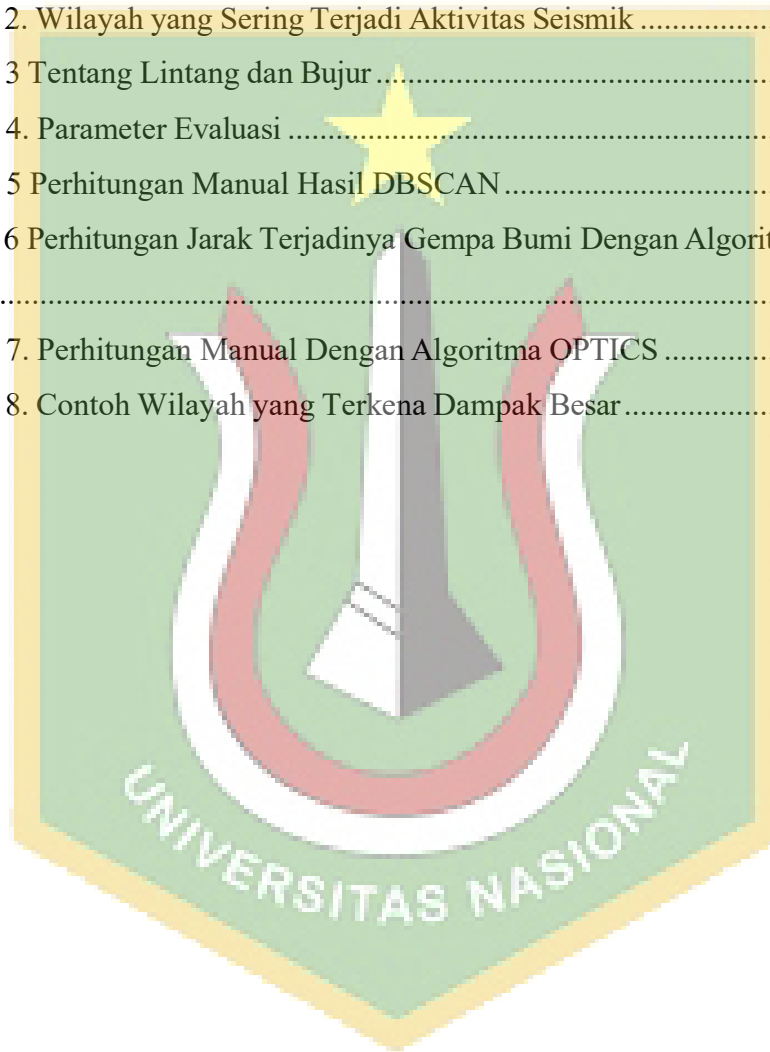 2. Wilayah yang Sering Terjadi Aktivitas Seismik .................
3 Tentang Lintang dan Bujur ..................................................
4. Parameter Evaluasi .............................................................
5 Perhitungan Manual Hasil DBSCAN ..................................
6 Perhitungan Jarak Terjadinya Gempa Bumi Dengan
..................................................................................................
7. Perhitungan Manual Dengan Algoritma OPTICS ..............
8. Contoh Wilayah yang Terkena Dampak Besar ...................
UNIVERSITAS NASIONAL